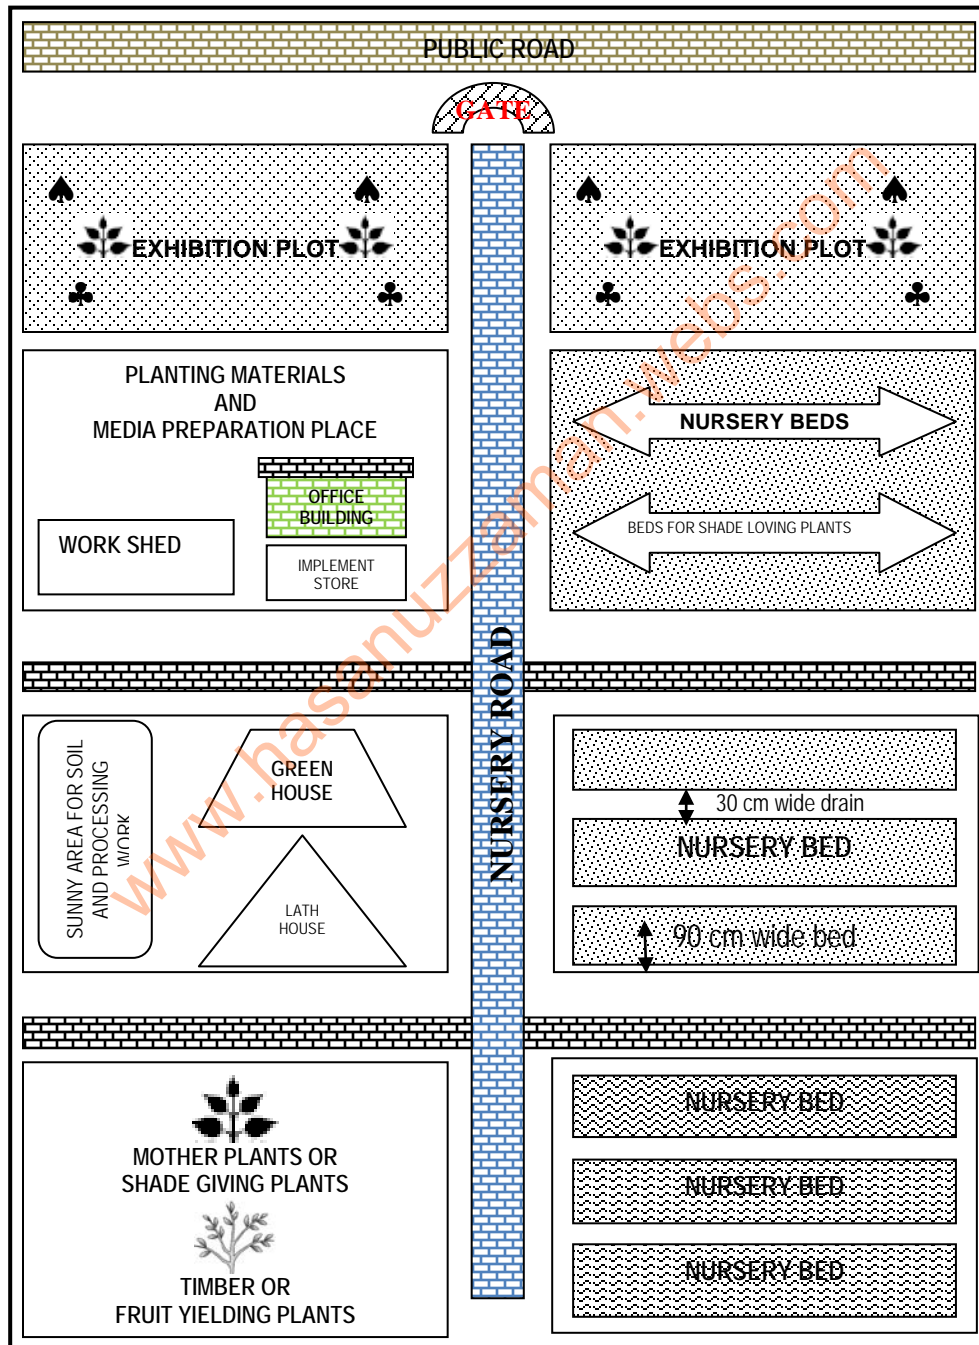 PUBLIC ROAD
GATE
EXHIBITION PLOT
EXHIBITION PLOT
PLANTING MATERIALS
AND
MEDIA PREPARATION PLACE
OFFICE
BUILDING
WORK SHED
IMPLEMENT
STORE
NURSERY BEDS
BEDS FOR SHADE LOVING PLANTS
NURSERY ROAD
SUNNY AREA FOR SOIL
AND PROCESSING
WORK
GREEN
HOUSE
LATH
HOUSE
30 cm wide drain
NURSERY BED
90 cm wide bed
MOTHER PLANTS OR
SHADE GIVING PLANTS
TIMBER OR
FRUIT YIELDING PLANTS
NURSERY BED
NURSERY BED
NURSERY BED
www.hasanuzzaman.webs.com